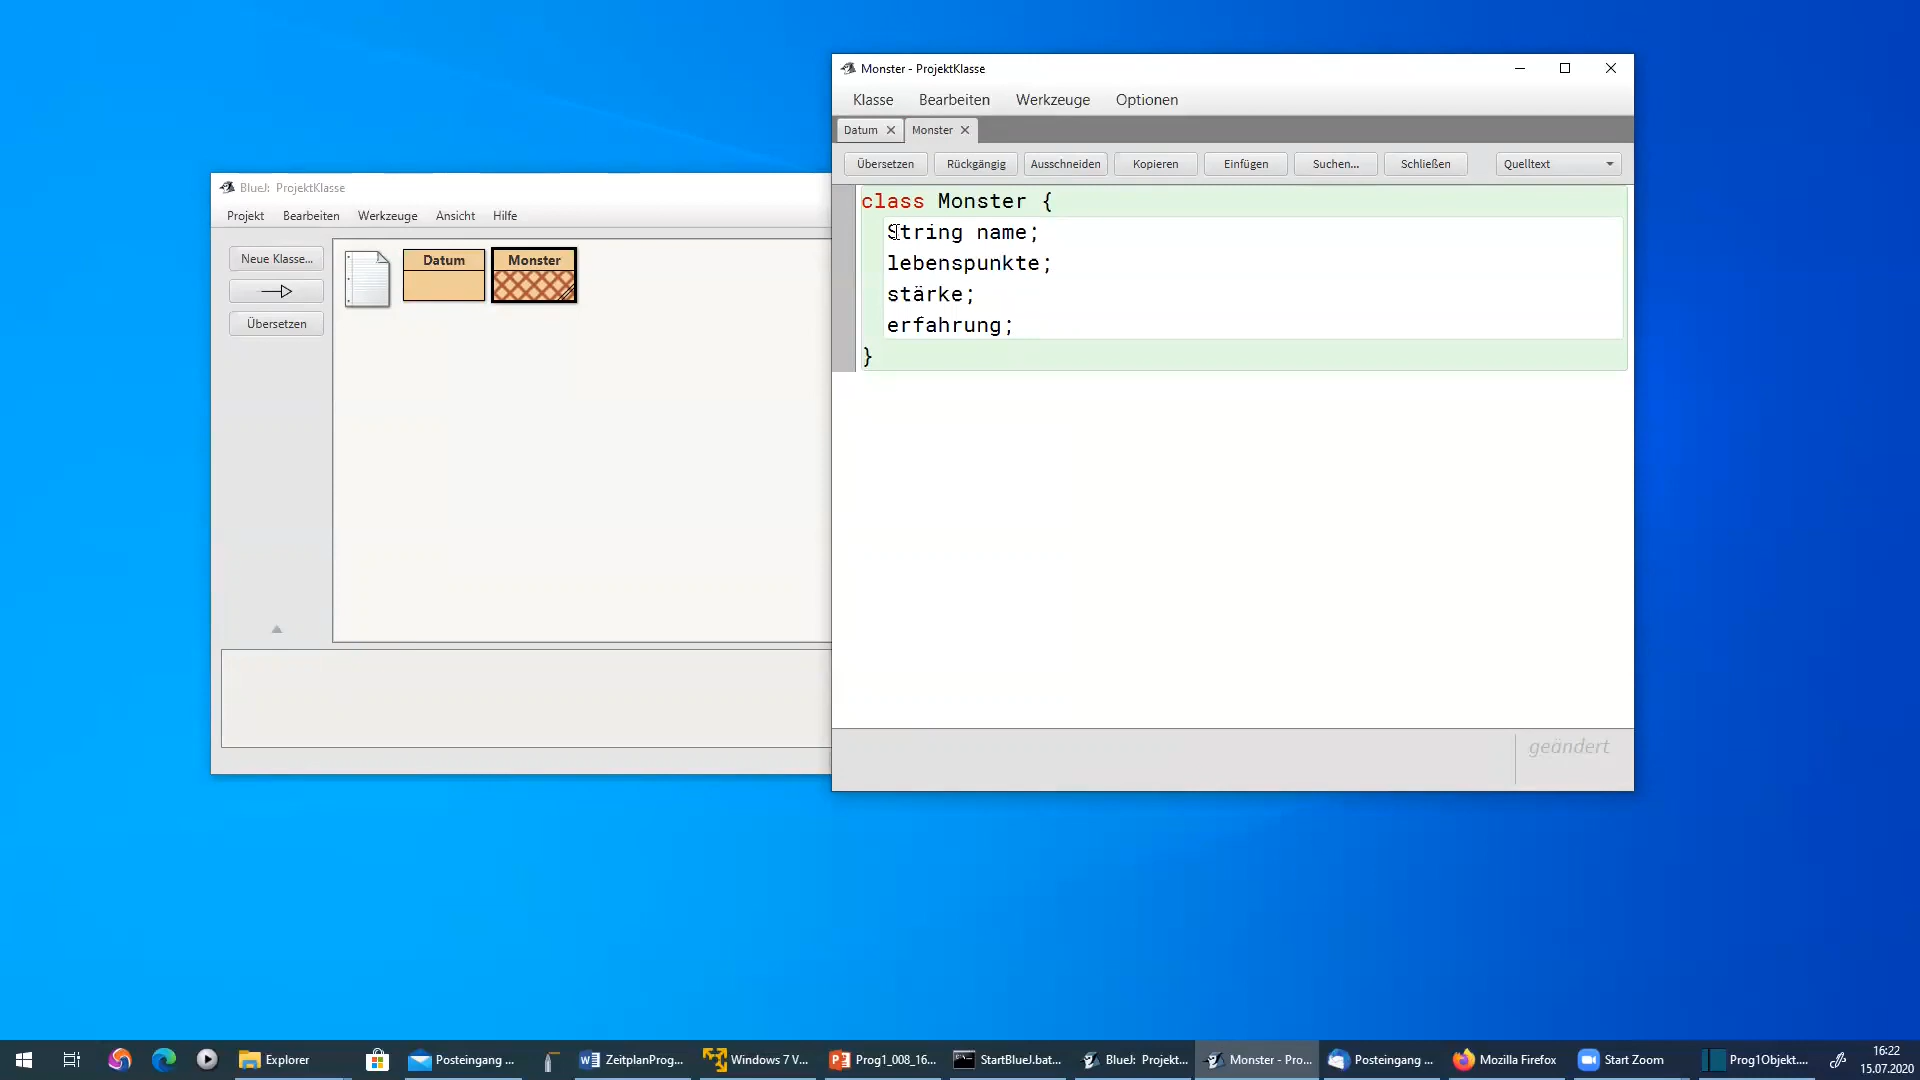 Monster - ProjektKlasse
Klasse Bearbeiten Werkzeuge Optionen
Datum Monster
Übersetzen Rückgängig Ausschneiden Kopieren Einfügen Suchen... Schließen Quelltext
class Monster {
String name;
lebenspunkte;
stärke;
erfahrung;
}
geändert
BlueJ: ProjektKlasse
Projekt Bearbeiten Werkzeuge Ansicht Hilfe
Neue Klasse...
Übersetzen
Datum
Monster
Explorer Posteingang ... ZeitplanProg... Windows 7 V... Prog1_008_16... StartBlueJ.bat... BlueJ: Projekt... Monster - Pro... Posteingang ... Mozilla Firefox Start Zoom Prog1Objekt....
16:22
15.07.2020